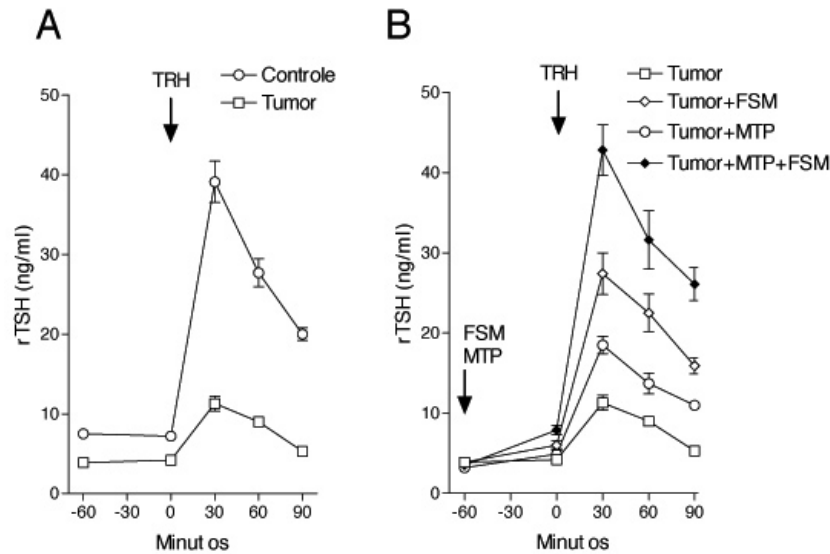 A
TRH
Controle
Tumor
50
40
30
20
10
0
rTSH (ng/ml)
-60 -30 0 30 60 90
Minut os
B
TRH
Tumor
Tumor+FSM
Tumor+MTP
Tumor+MTP+FSM
50
40
30
20
10
0
rTSH (ng/ml)
FSM
MTP
-60 -30 0 30 60 90
Minut os